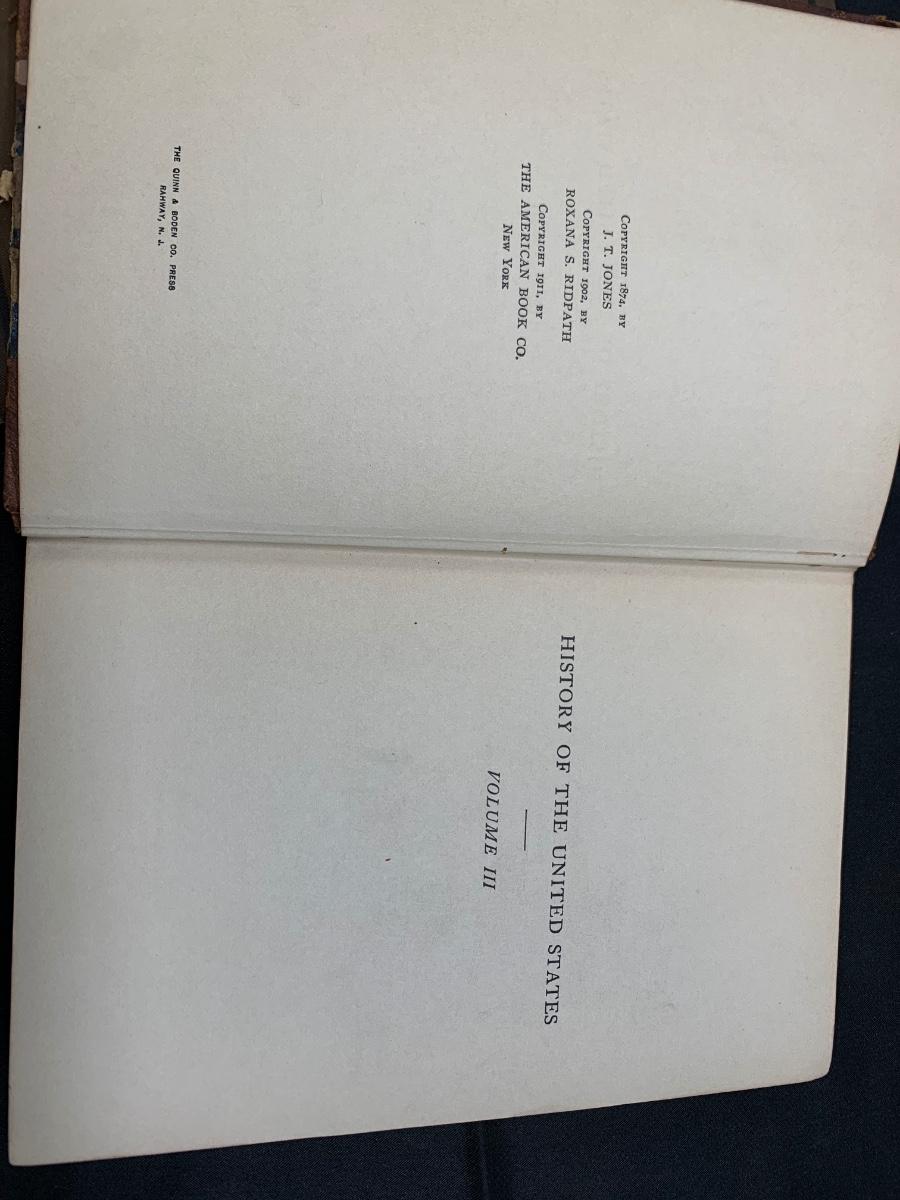 COPYRIGHT 1874, BY
J. T. JONES
COPYRIGHT 1902, BY
ROXANA S. RIDPATH
COPYRIGHT 1911, BY
THE AMERICAN BOOK CO.
NEW YORK
THE QUINN & BODEN CO. PRESS
RAHWAY, N. J.
HISTORY OF THE UNITED STATES
VOLUME III